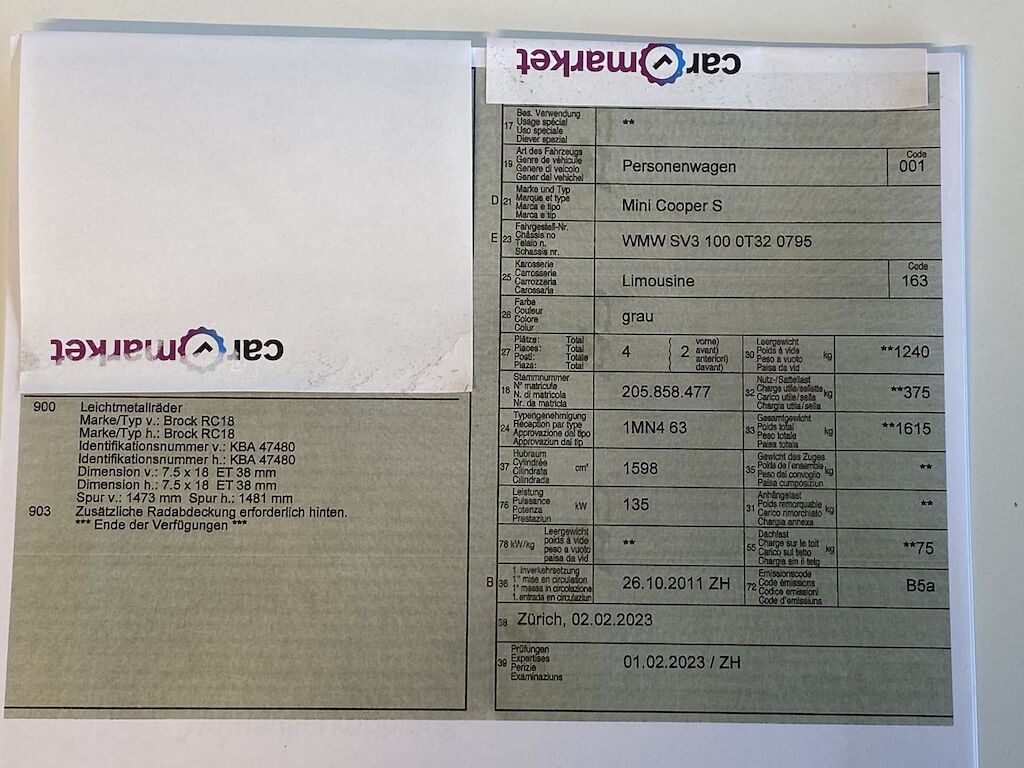 car market
900 Leichtmetallräder
Marke/Typ v.: Brock RC18
Marke/Typ h.: Brock RC18
Identifikationsnummer v.: KBA 47480
Identifikationsnummer h.: KBA 47480
Dimension v.: 7.5 x 18 ET 38 mm
Dimension h.: 7.5 x 18 ET 38 mm
Spur v.: 1473 mm Spur h.: 1481 mm
903 Zusätzliche Radabdeckung erforderlich hinten.
*** Ende der Verfügungen ***
car market
17
Bes. Verwendung
Usage spécial
Uso speciale
Diever spezial
**
19
Art des Fahrzeugs
Genre de véhicule
Genere di veicolo
Gener dal vehichel
Personenwagen
Code
001
D 21
Marke und Typ
Marque et type
Marca e tipo
Marca e tip
Mini Cooper S
E 23
Fahrgestell-Nr.
Châssis no
Telaio n.
Schassis nr.
WMW SV3 100 0T32 0795
25
Karosserie
Carrosserie
Carrozzeria
Carossaria
Limousine
Code
163
26
Farbe
Couleur
Colore
Colur
grau
27
Plätze: Total
Places: Total
Posti: Totale
Plazs: Total
4
2
vorne)
avant)
anteriori)
davant)
30
Leergewicht
Poids à vide
Peso a vuoto
Paisa da vid
kg
**1240
18
Stammnummer
N° matricule
N. di matricola
Nr. da matricla
205.858.477
32
Nutz-/Sattellast
Charge utile/sellette
Carico utile/sella
Chargia utila/sella
kg
**375
24
Typengenehmigung
Réception par type
Approvazione del tipo
Approvaziun dal tip
1MN4 63
33
Gesamtgewicht
Poids total
Peso totale
Paisa totala
kg
**1615
37
Hubraum
Cylindrée
Cilindrata
Cilindrada
cm³
1598
35
Gewicht des Zuges
Poids de l'ensemble
Peso del convoglio
Paisa cumposiziun
kg
**
76
Leistung
Puissance
Potenza
Prestaziun
kW
135
31
Anhängelast
Poids remorquable
Carico rimorchiato
Chargia annexa
kg
**
78 kW/kg
Leergewicht
poids à vide
peso a vuoto
paisa da vid
**
55
Dachlast
Charge sur le toit
Carico sul tetto
Chargia sin il tetg
kg
**75
B 36
1. Inverkehrsetzung
1re mise en circulation
1a messa in circolazione
1. entrada en circulaziun
26.10.2011 ZH
72
Emissionscode
Code émissions
Codice emissioni
Code d'emissiuns
B5a
38
Zürich, 02.02.2023
39
Prüfungen
Expertises
Perizie
Examinaziuns
01.02.2023 / ZH